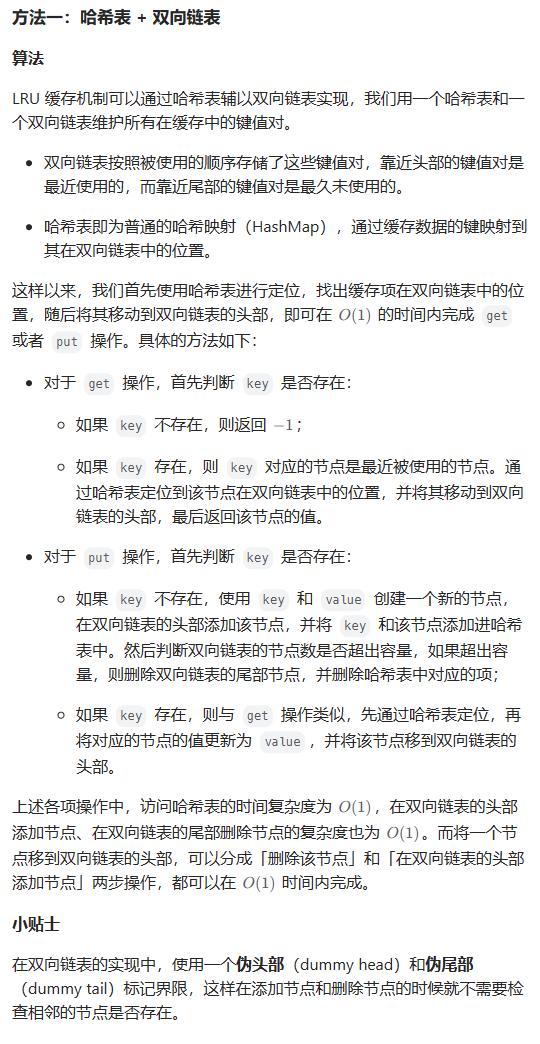 方法一：哈希表 + 双向链表
算法
LRU 缓存机制可以通过哈希表辅以双向链表实现，我们用一个哈希表和一
个双向链表维护所有在缓存中的键值对。
• 双向链表按照被使用的顺序存储了这些键值对，靠近头部的键值对是
最近使用的，而靠近尾部的键值对是最久未使用的。
• 哈希表即为普通的哈希映射（HashMap），通过缓存数据的键映射到
其在双向链表中的位置。
这样以来，我们首先使用哈希表进行定位，找出缓存项在双向链表中的位
置，随后将其移动到双向链表的头部，即可在 O(1) 的时间内完成 get
或者 put 操作。具体的方法如下：
• 对于 get 操作，首先判断 key 是否存在：
◦ 如果 key 不存在，则返回 −1；
◦ 如果 key 存在，则 key 对应的节点是最近被使用的节点。通
过哈希表定位到该节点在双向链表中的位置，并将其移动到双向
链表的头部，最后返回该节点的值。
• 对于 put 操作，首先判断 key 是否存在：
◦ 如果 key 不存在，使用 key 和 value 创建一个新的节点，
在双向链表的头部添加该节点，并将 key 和该节点添加进哈希
表中。然后判断双向链表的节点数是否超出容量，如果超出容
量，则删除双向链表的尾部节点，并删除哈希表中对应的项；
◦ 如果 key 存在，则与 get 操作类似，先通过哈希表定位，再
将对应的节点的值更新为 value ，并将该节点移到双向链表的
头部。
上述各项操作中，访问哈希表的时间复杂度为 O(1)，在双向链表的头部
添加节点、在双向链表的尾部删除节点的复杂度也为 O(1)。而将一个节
点移到双向链表的头部，可以分成「删除该节点」和「在双向链表的头部
添加节点」两步操作，都可以在 O(1) 时间内完成。
小贴士
在双向链表的实现中，使用一个伪头部（dummy head）和伪尾部
（dummy tail）标记界限，这样在添加节点和删除节点的时候就不需要检
查相邻的节点是否存在。